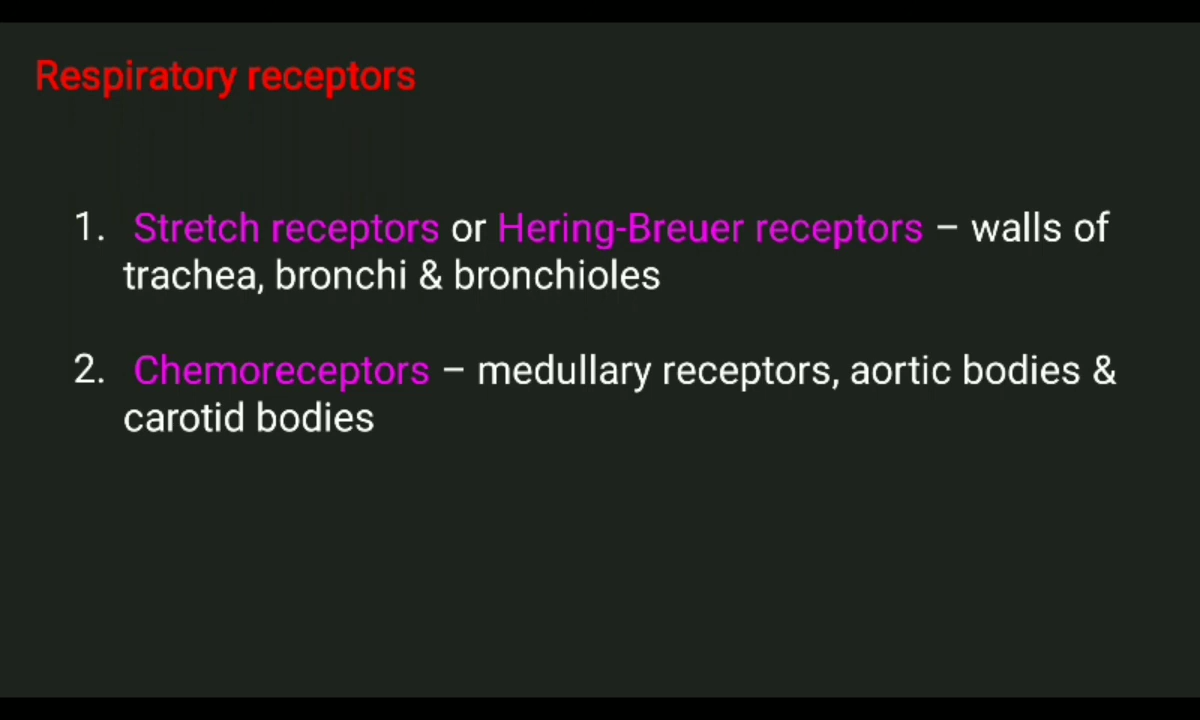 Respiratory receptors
1. Stretch receptors or Hering-Breuer receptors – walls of
trachea, bronchi & bronchioles
2. Chemoreceptors – medullary receptors, aortic bodies &
carotid bodies